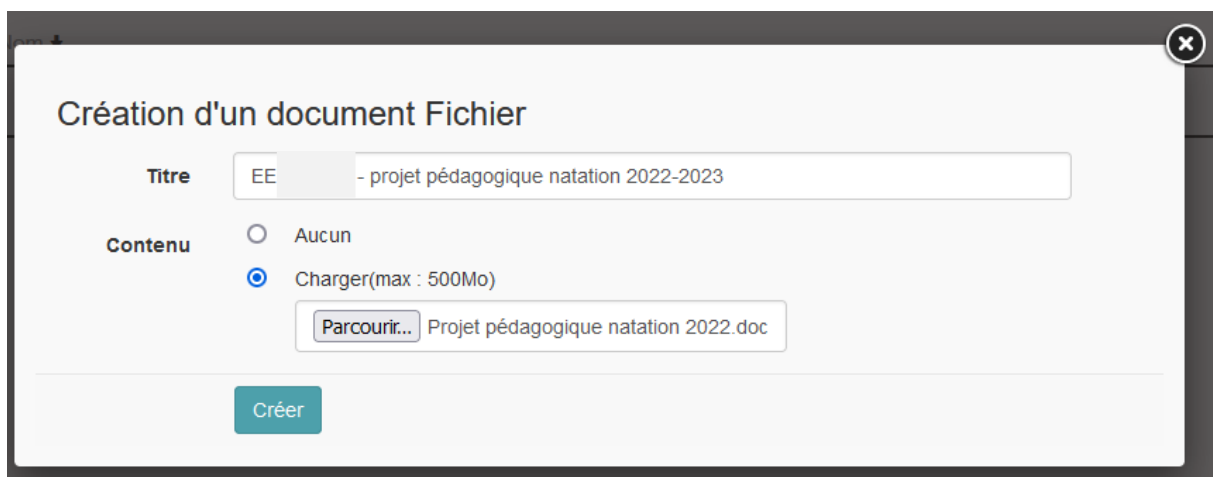 Création d'un document Fichier
Titre EE - projet pédagogique natation 2022-2023
Contenu Aucun
Charger(max : 500Mo)
Parcourir... Projet pédagogique natation 2022.doc
Créer